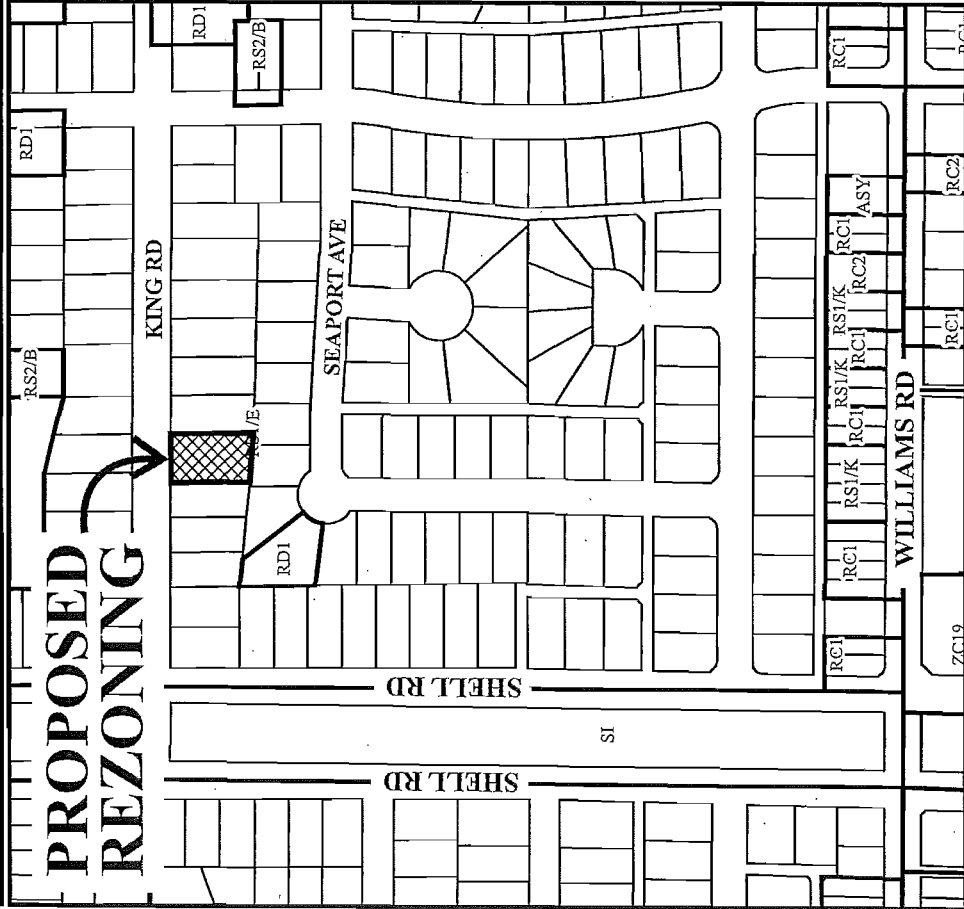 PROPOSED
REZONING
RS2/B
RD1
RD1
RS2/B
KING RD
RD1
SEAPORT AVE
SHELL RD
SHELL RD
SI
RC1
RC1
RS1/K
RC1
RS1/K
RC1
RS1/K
RC2
RC1
ASY
RC1
WILLIAMS RD
ZC19
RC1
RC2